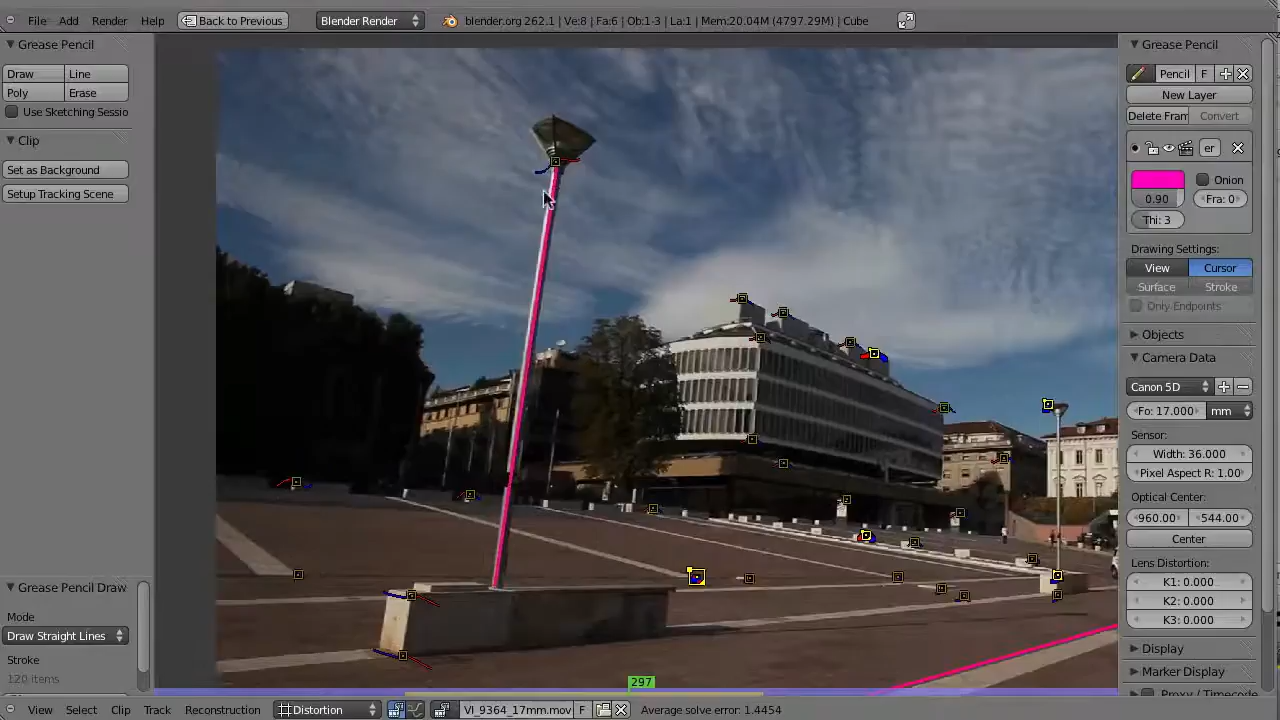 File Add Render Help Back to Previous Blender Render blender.org 262.1 | Ve:8 | Fa:6 | Ob:1-3 | La:1 | Mem:20.04M (4797.29M) | Cube
Grease Pencil
Draw Line
Poly Erase
Use Sketching Sessio
Clip
Set as Background
Setup Tracking Scene
Grease Pencil Draw
Mode
Draw Straight Lines
Stroke
120 items
Grease Pencil
Pencil F
New Layer
Delete Fram Convert
er
Onion
0.90 Fra: 0
Thi: 3
Drawing Settings:
View Cursor
Surface Stroke
Only Endpoints
Objects
Camera Data
Canon 5D
Fo: 17.000 mm
Sensor:
Width: 36.000
Pixel Aspect R: 1.00
Optical Center:
960.00 544.00
Center
Lens Distortion:
K1: 0.000
K2: 0.000
K3: 0.000
Display
Marker Display
Proxy / Timecode
297
View Select Clip Track Reconstruction Distortion VI_9364_17mm.mov F Average solve error: 1.4454